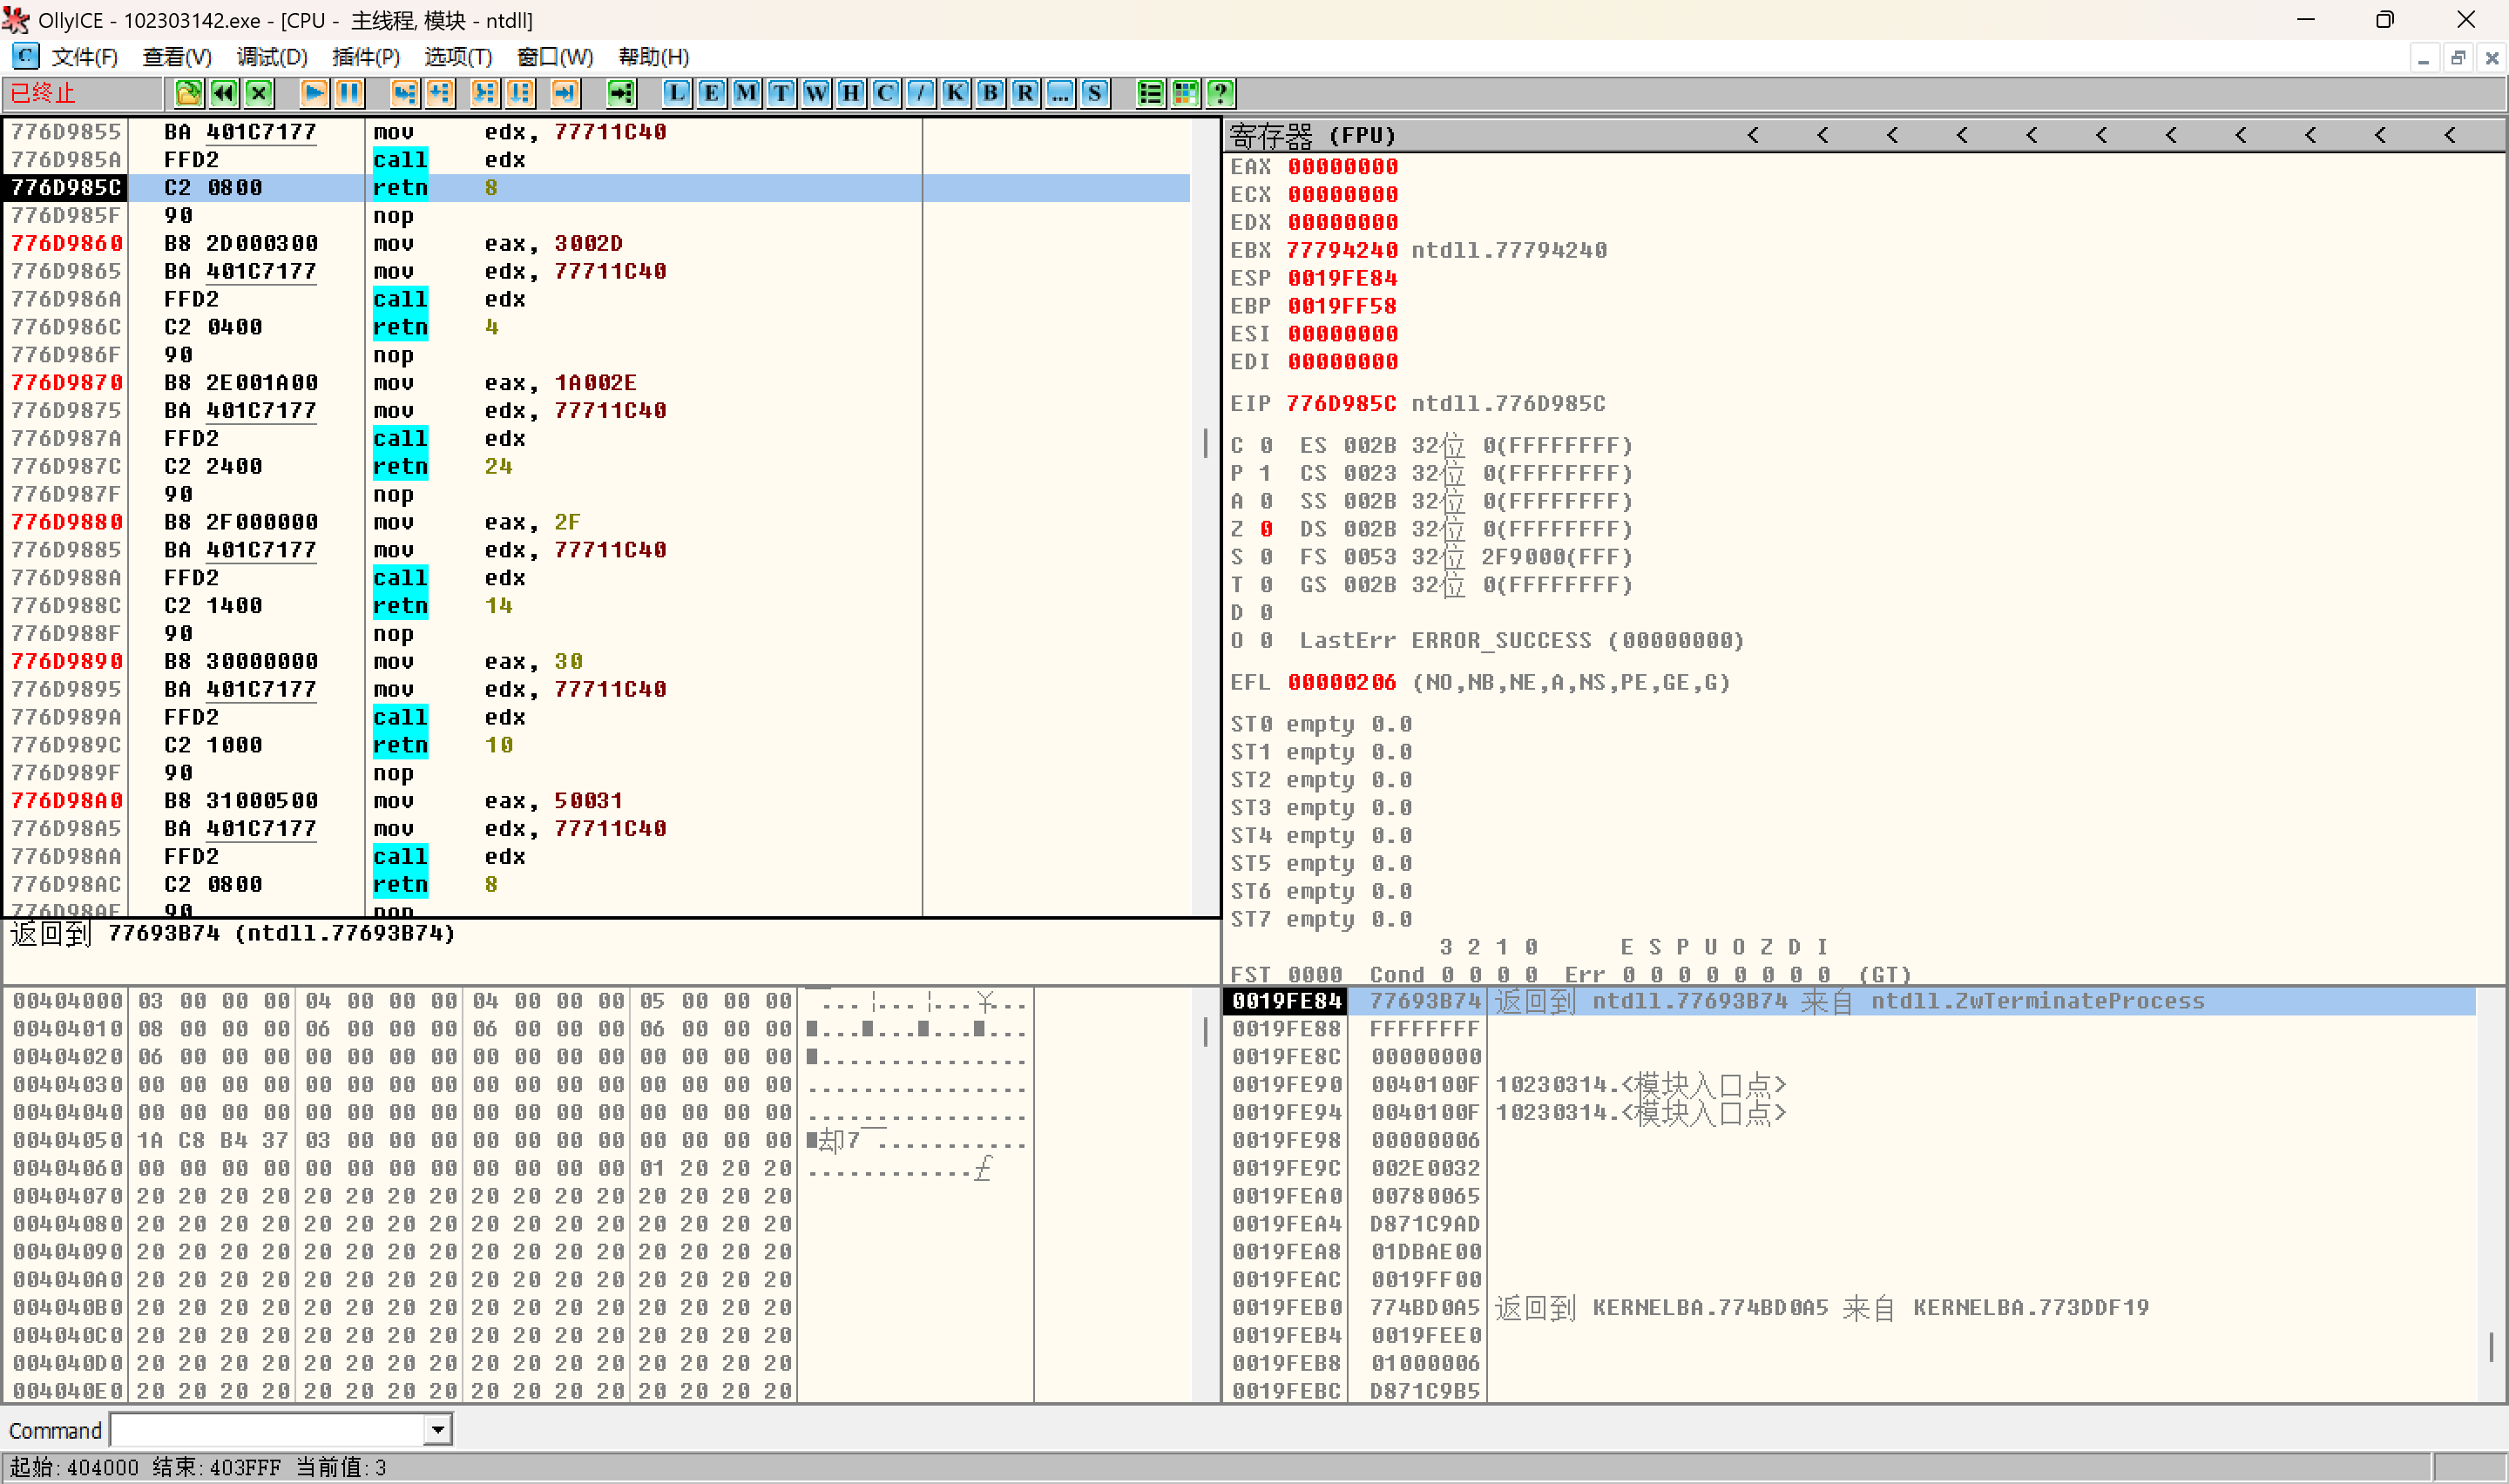 OllyICE - 102303142.exe - [CPU - 主线程, 模块 - ntdll]
C 文件(F) 查看(V) 调试(D) 插件(P) 选项(T) 窗口(W) 帮助(H)
已终止 L E M T W H C / K B R ... S ?
776D9855 BA 401C7177 mov edx, 77711C40
776D985A FFD2 call edx
776D985C C2 0800 retn 8
776D985F 90 nop
776D9860 B8 2D000300 mov eax, 3002D
776D9865 BA 401C7177 mov edx, 77711C40
776D986A FFD2 call edx
776D986C C2 0400 retn 4
776D986F 90 nop
776D9870 B8 2E001A00 mov eax, 1A002E
776D9875 BA 401C7177 mov edx, 77711C40
776D987A FFD2 call edx
776D987C C2 2400 retn 24
776D987F 90 nop
776D9880 B8 2F000000 mov eax, 2F
776D9885 BA 401C7177 mov edx, 77711C40
776D988A FFD2 call edx
776D988C C2 1400 retn 14
776D988F 90 nop
776D9890 B8 30000000 mov eax, 30
776D9895 BA 401C7177 mov edx, 77711C40
776D989A FFD2 call edx
776D989C C2 1000 retn 10
776D989F 90 nop
776D98A0 B8 31000500 mov eax, 50031
776D98A5 BA 401C7177 mov edx, 77711C40
776D98AA FFD2 call edx
776D98AC C2 0800 retn 8
776D98AF 90 nop
返回到 77693B74 (ntdll.77693B74)
寄存器 (FPU) < < < < < < < < < < <
EAX 00000000
ECX 00000000
EDX 00000000
EBX 77794240 ntdll.77794240
ESP 0019FE84
EBP 0019FF58
ESI 00000000
EDI 00000000
EIP 776D985C ntdll.776D985C
C 0 ES 002B 32位 0(FFFFFFFF)
P 1 CS 0023 32位 0(FFFFFFFF)
A 0 SS 002B 32位 0(FFFFFFFF)
Z 0 DS 002B 32位 0(FFFFFFFF)
S 0 FS 0053 32位 2F9000(FFF)
T 0 GS 002B 32位 0(FFFFFFFF)
D 0
O 0 LastErr ERROR_SUCCESS (00000000)
EFL 00000206 (NO,NB,NE,A,NS,PE,GE,G)
ST0 empty 0.0
ST1 empty 0.0
ST2 empty 0.0
ST3 empty 0.0
ST4 empty 0.0
ST5 empty 0.0
ST6 empty 0.0
ST7 empty 0.0
3 2 1 0 E S P U O Z D I
FST 0000 Cond 0 0 0 0 Err 0 0 0 0 0 0 0 0 (GT)
00404000 03 00 00 00 04 00 00 00 04 00 00 00 05 00 00 00 ...¦...¦...¥...
00404010 08 00 00 00 06 00 00 00 06 00 00 00 06 00 00 00 ■...■...■...■...
00404020 06 00 00 00 00 00 00 00 00 00 00 00 00 00 00 00 ■...............
00404030 00 00 00 00 00 00 00 00 00 00 00 00 00 00 00 00 ................
00404040 00 00 00 00 00 00 00 00 00 00 00 00 00 00 00 00 ................
00404050 1A C8 B4 37 03 00 00 00 00 00 00 00 00 00 00 00 ■却7 ...........
00404060 00 00 00 00 00 00 00 00 00 00 00 00 01 20 20 20 ............£
00404070 20 20 20 20 20 20 20 20 20 20 20 20 20 20 20 20
00404080 20 20 20 20 20 20 20 20 20 20 20 20 20 20 20 20
00404090 20 20 20 20 20 20 20 20 20 20 20 20 20 20 20 20
004040A0 20 20 20 20 20 20 20 20 20 20 20 20 20 20 20 20
004040B0 20 20 20 20 20 20 20 20 20 20 20 20 20 20 20 20
004040C0 20 20 20 20 20 20 20 20 20 20 20 20 20 20 20 20
004040D0 20 20 20 20 20 20 20 20 20 20 20 20 20 20 20 20
004040E0 20 20 20 20 20 20 20 20 20 20 20 20 20 20 20 20
0019FE84 77693B74 返回到 ntdll.77693B74 来自 ntdll.ZwTerminateProcess
0019FE88 FFFFFFFF
0019FE8C 00000000
0019FE90 0040100F 10230314.<模块入口点>
0019FE94 0040100F 10230314.<模块入口点>
0019FE98 00000006
0019FE9C 002E0032
0019FEA0 00780065
0019FEA4 D871C9AD
0019FEA8 01DBAE00
0019FEAC 0019FF00
0019FEB0 774BD0A5 返回到 KERNELBA.774BD0A5 来自 KERNELBA.773DDF19
0019FEB4 0019FEE0
0019FEB8 01000006
0019FEBC D871C9B5
Command
起始: 404000 结束: 403FFF 当前值: 3